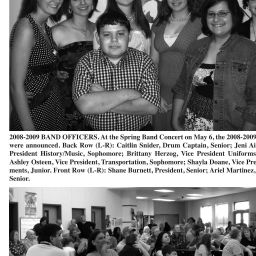 2008-2009 BAND OFFICERS. At the Spring Band Concert on May 6, the 2008-2009
were announced. Back Row (L-R): Caitlin Snider, Drum Captain, Senior; Jeni Ai
President History/Music, Sophomore; Brittany Herzog, Vice President Uniforms
Ashley Osteen, Vice President, Transportation, Sophomore; Shayla Doane, Vice Pre
ments, Junior. Front Row (L-R): Shane Burnett, President, Senior; Ariel Martinez,
Senior.